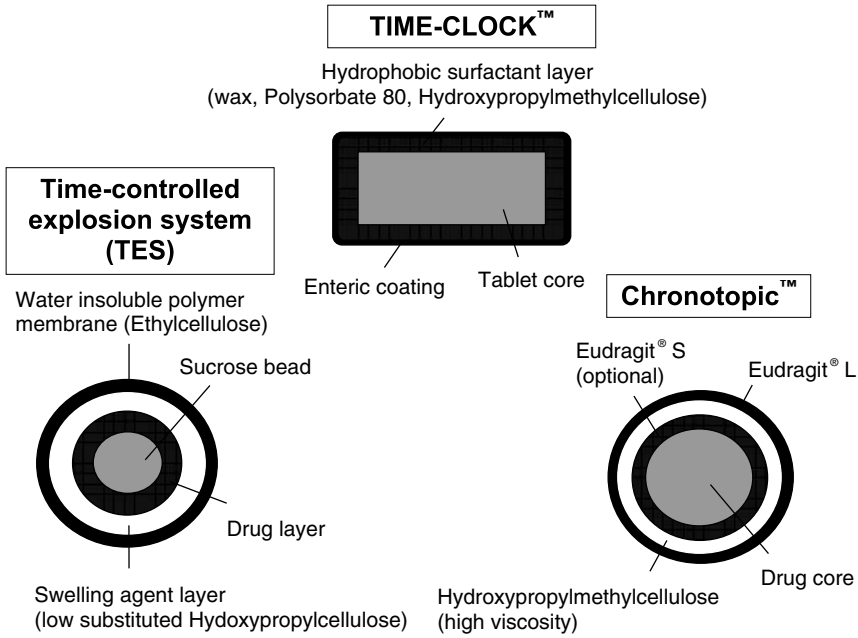 TIME-CLOCK™
Hydrophobic surfactant layer
(wax, Polysorbate 80, Hydroxypropylmethylcellulose)
Enteric coating
Tablet core
Time-controlled
explosion system
(TES)
Water insoluble polymer
membrane (Ethylcellulose)
Sucrose bead
Drug layer
Swelling agent layer
(low substituted Hydoxypropylcellulose)
Chronotopic™
Eudragit® S
(optional)
Eudragit® L
Drug core
Hydroxypropylmethylcellulose
(high viscosity)